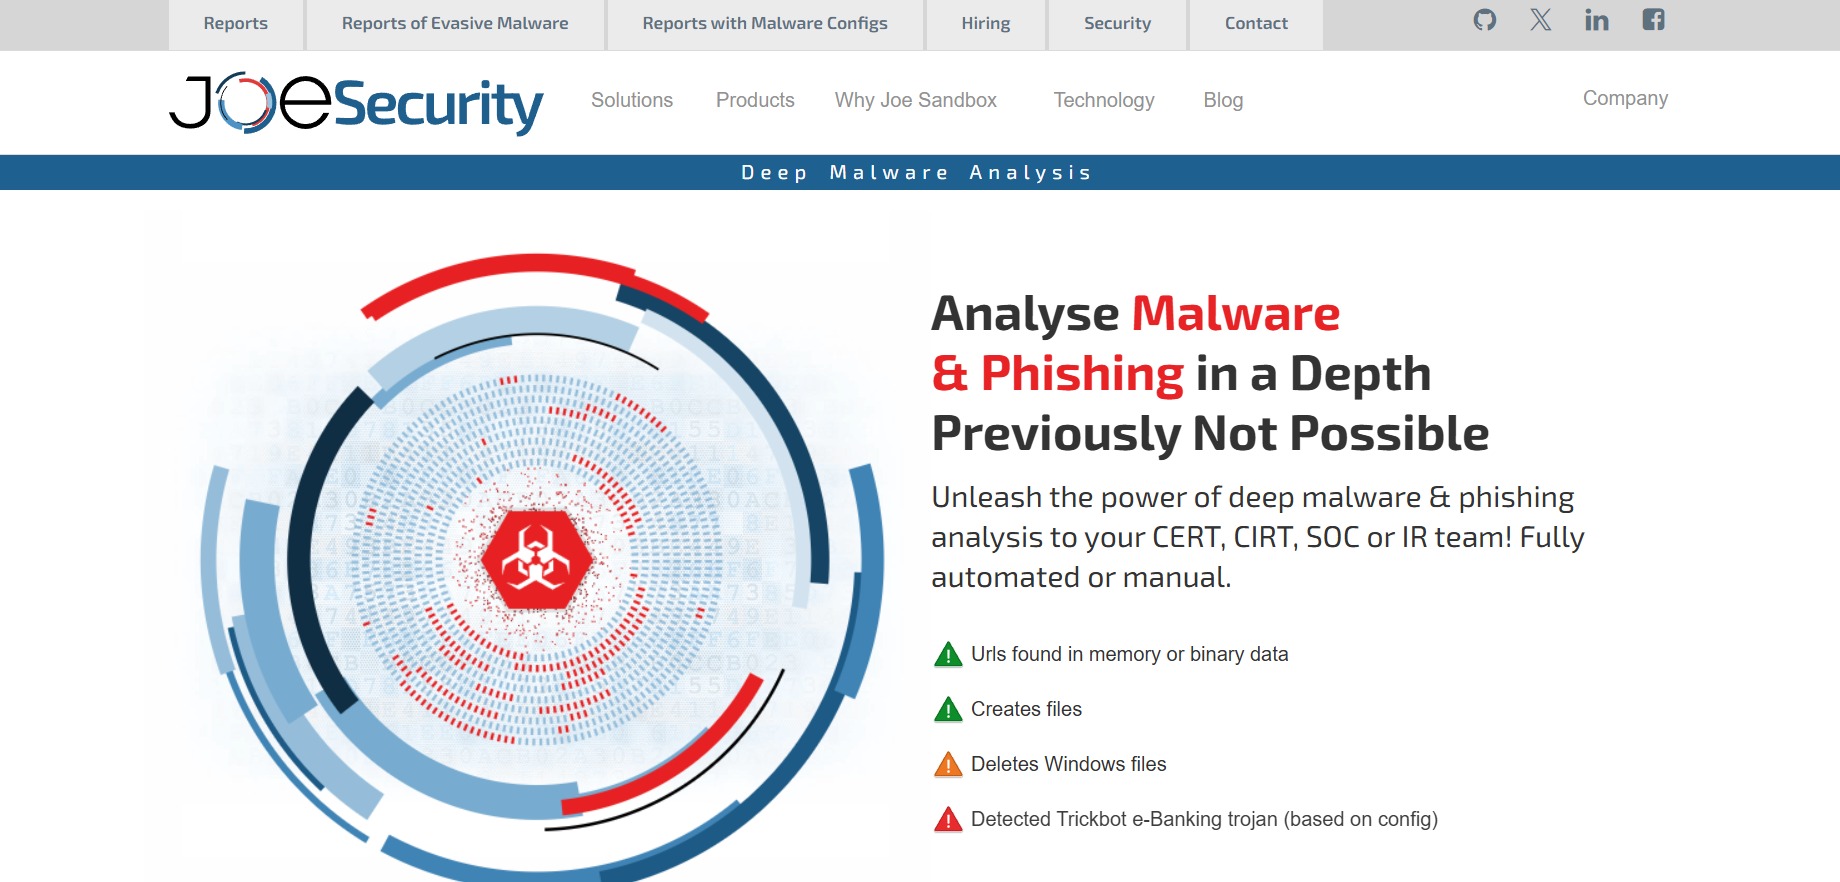 Reports
Reports of Evasive Malware
Reports with Malware Configs
Hiring
Security
Contact
JOeSecurity
Solutions
Products
Why Joe Sandbox
Technology
Blog
Company
Deep Malware Analysis
Analyse Malware
& Phishing in a Depth
Previously Not Possible
Unleash the power of deep malware & phishing
analysis to your CERT, CIRT, SOC or IR team! Fully
automated or manual.
Urls found in memory or binary data
Creates files
Deletes Windows files
Detected Trickbot e-Banking trojan (based on config)